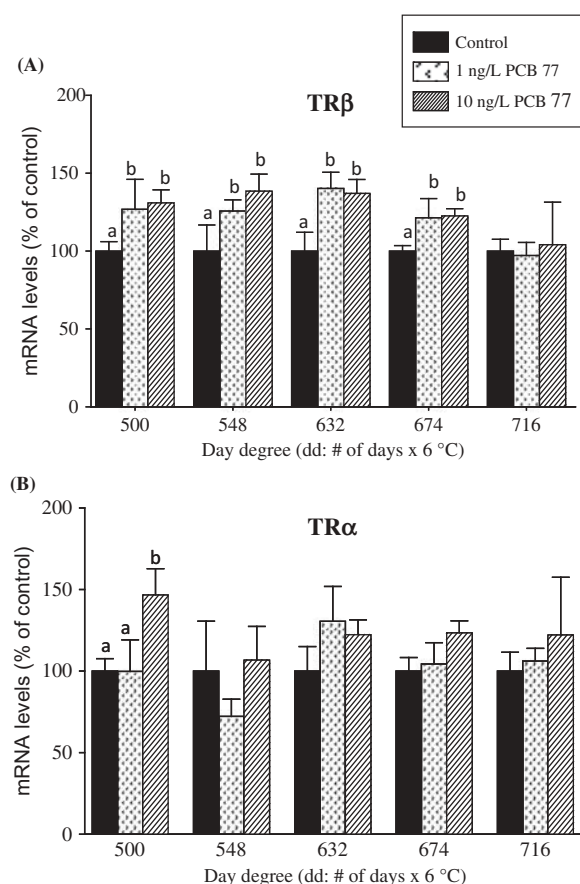 Control
1 ng/L PCB 77
10 ng/L PCB 77
(A)
TRβ
mRNA levels (% of control)
200
150
100
50
0
a b b
a b b
a b b
a b b
500 548 632 674 716
Day degree (dd: # of days x 6 °C)
(B)
TRα
mRNA levels (% of control)
200
150
100
50
0
a a b
500 548 632 674 716
Day degree (dd: # of days x 6 °C)